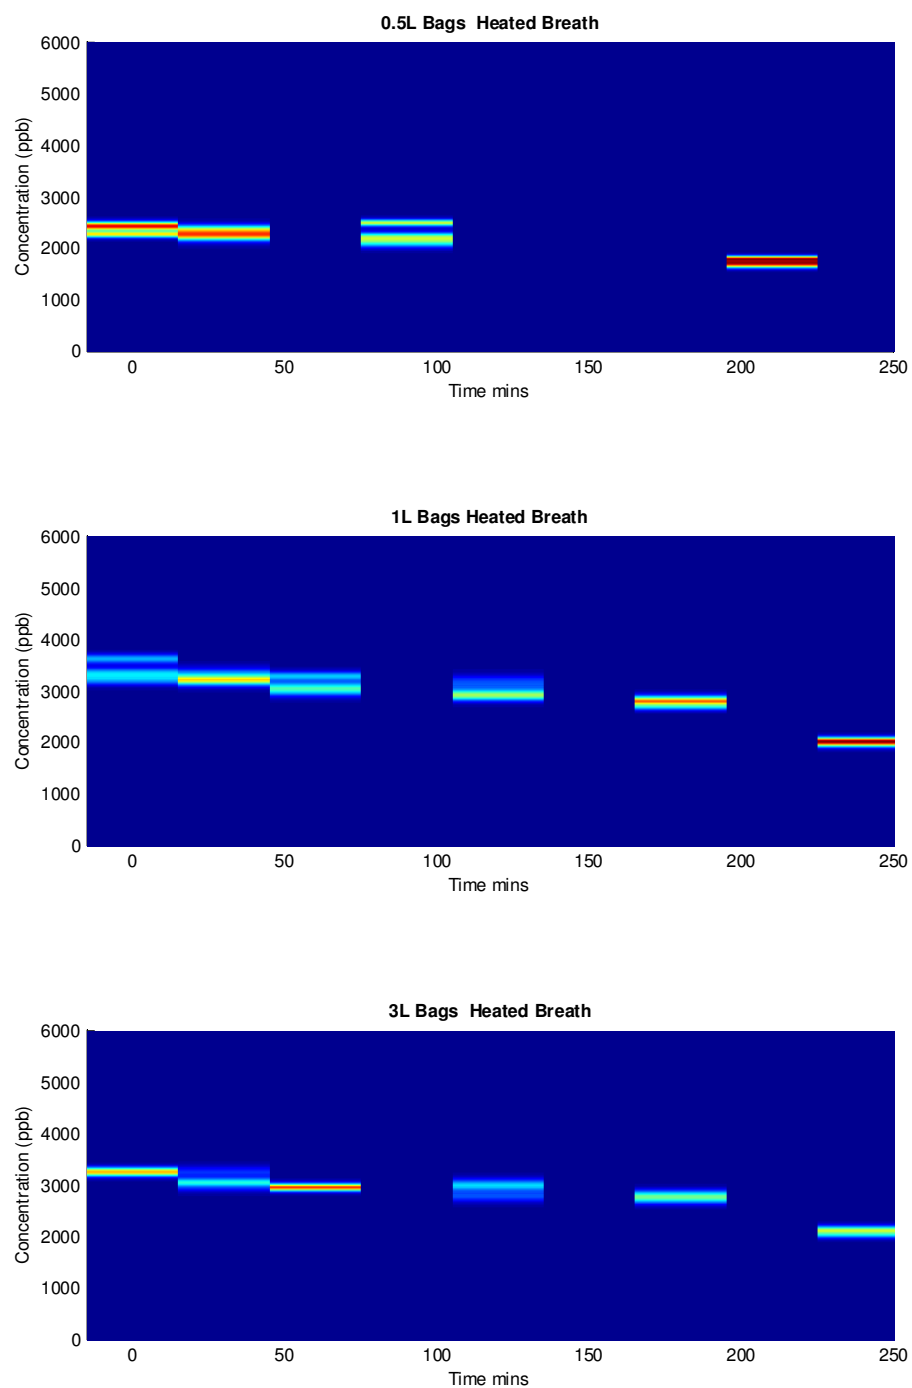 0.5L Bags  Heated Breath
6000
5000
4000
3000
2000
1000
0
Concentration (ppb)
0 50 100 150 200 250
Time mins
1L Bags Heated Breath
6000
5000
4000
3000
2000
1000
0
Concentration (ppb)
0 50 100 150 200 250
Time mins
3L Bags  Heated Breath
6000
5000
4000
3000
2000
1000
0
Concentration (ppb)
0 50 100 150 200 250
Time mins